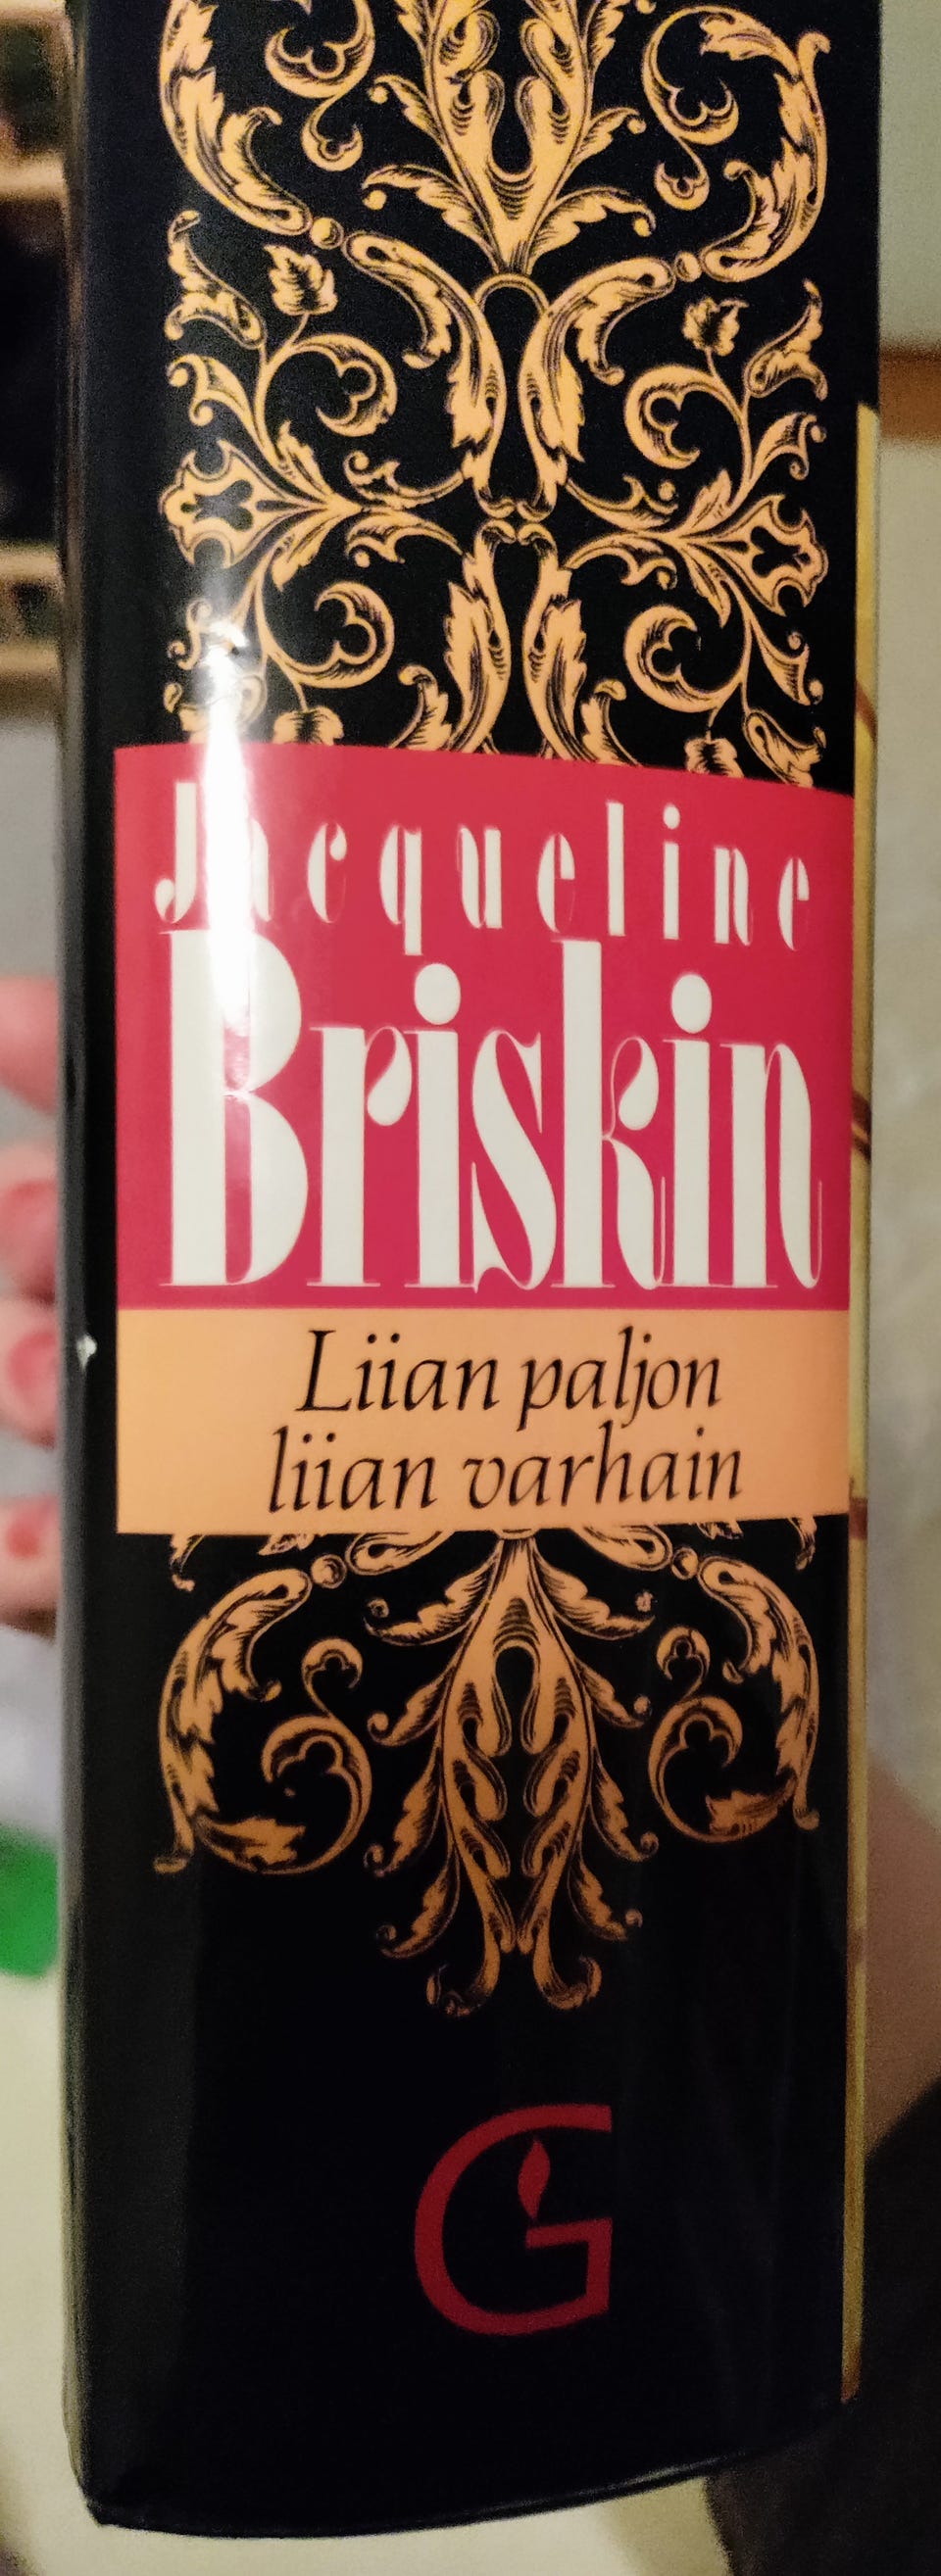 Jacqueline
Briskin
Liian paljon
liian varhain
G